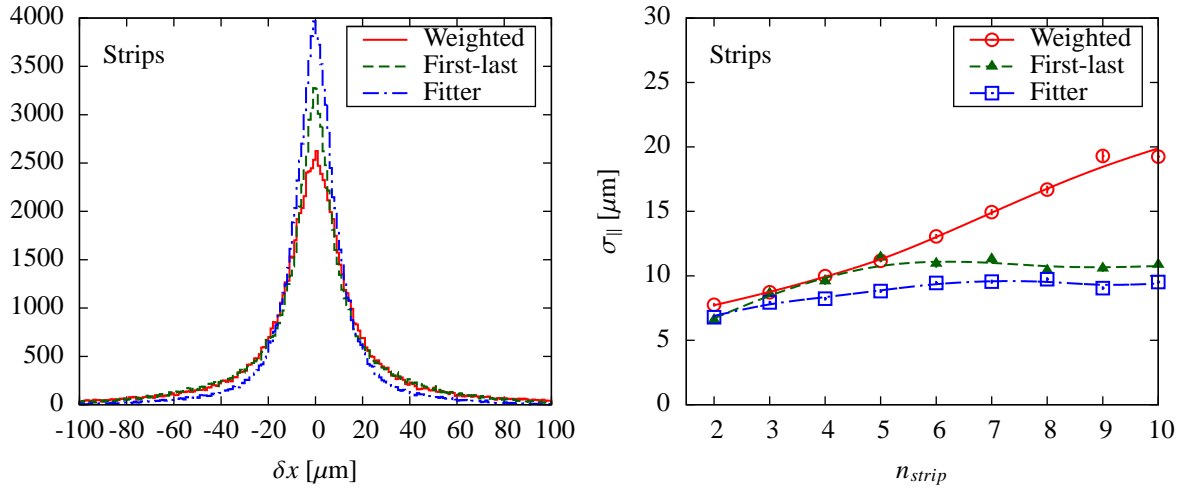 4000
3500
3000
2500
2000
1500
1000
500
0
Strips
Weighted
First-last
Fitter
-100 -80 -60 -40 -20 0 20 40 60 80 100
δx [μm]
30
25
20
15
10
5
0
σ|| [μm]
Strips
Weighted
First-last
Fitter
2 3 4 5 6 7 8 9 10
n_strip